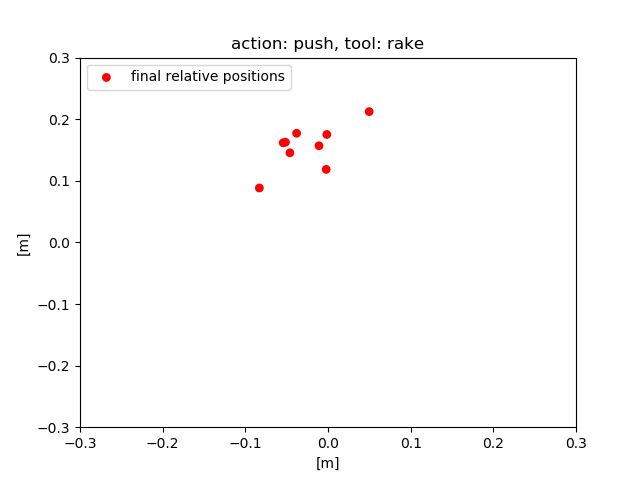 action: push, tool: rake
final relative positions
0.3
0.2
0.1
0.0
−0.1
−0.2
−0.3
[m]
−0.3 −0.2 −0.1 0.0 0.1 0.2 0.3
[m]